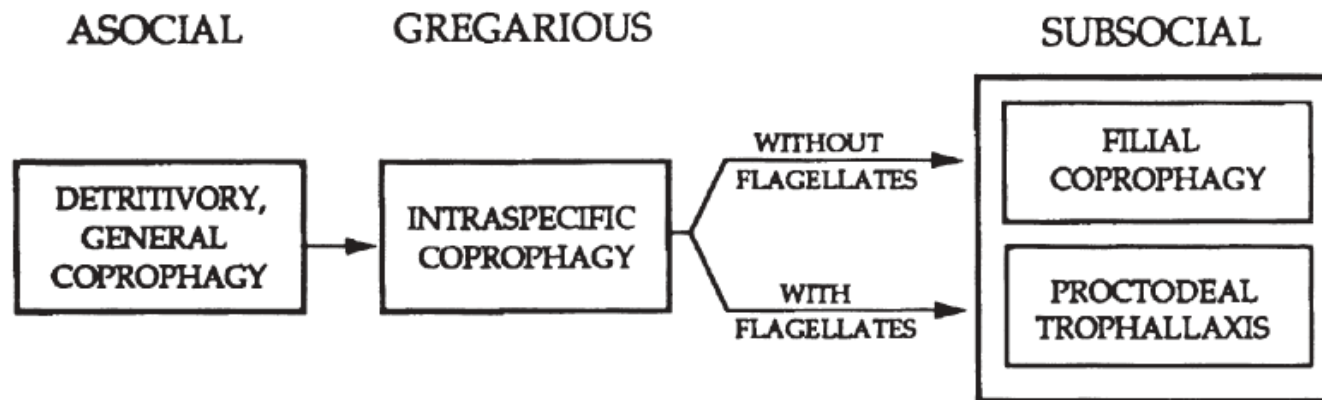 ASOCIAL
GREGARIOUS
SUBSOCIAL
DETRITIVORY,
GENERAL
COPROPHAGY
INTRASPECIFIC
COPROPHAGY
WITHOUT
FLAGELLATES
WITH
FLAGELLATES
FILIAL
COPROPHAGY
PROCTODEAL
TROPHALLAXIS